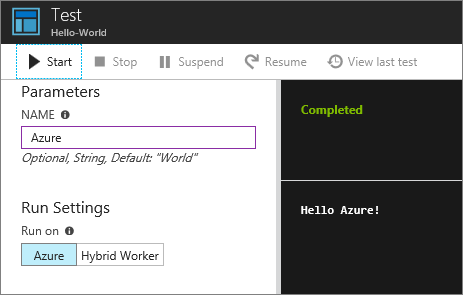 Test
Hello-World
Start Stop Suspend Resume View last test
Parameters
NAME
Azure
Optional, String, Default: "World"
Run Settings
Run on
Azure Hybrid Worker
Completed
Hello Azure!